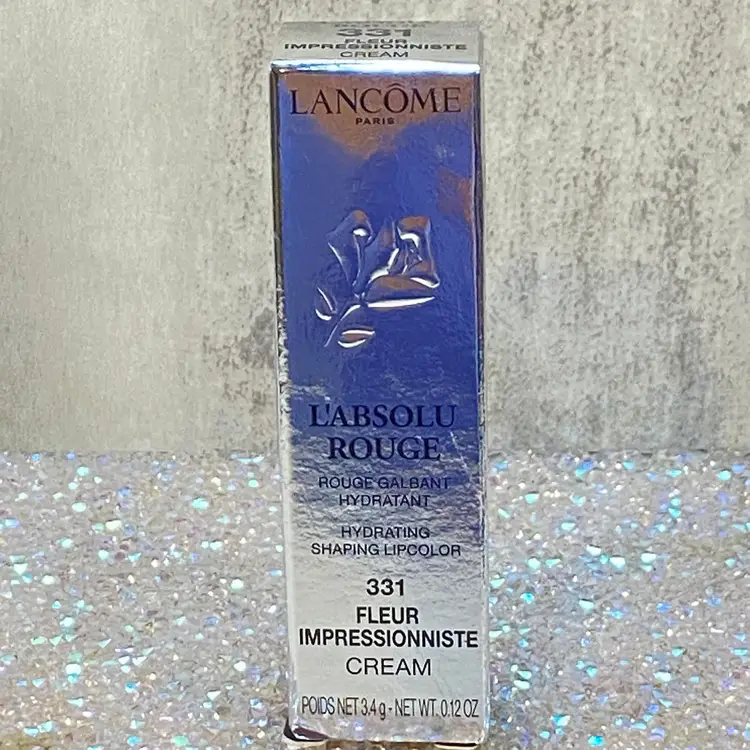 331
FLEUR
IMPRESSIONNISTE
CREAM
LANCÔME
PARIS
L'ABSOLU
ROUGE
ROUGE GALBANT
HYDRATANT
HYDRATING
SHAPING LIPCOLOR
331
FLEUR
IMPRESSIONNISTE
CREAM
POIDS NET 3.4 g - NET WT. 0.12 OZ